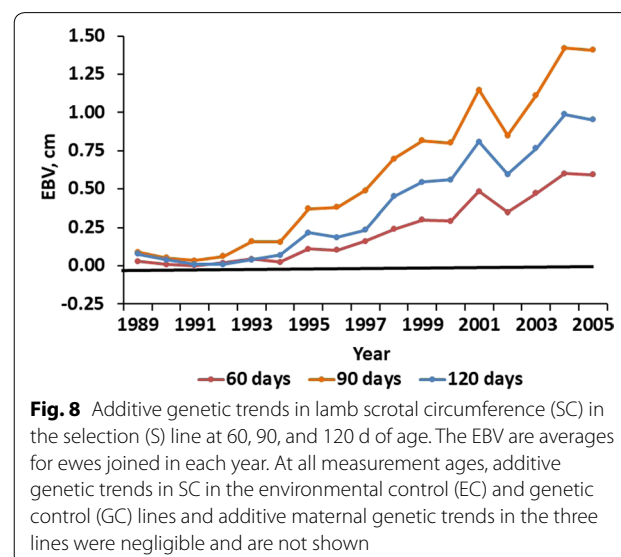 1.50
1.25
1.00
0.75
0.50
0.25
0.00
-0.25
EBV, cm
1989 1991 1993 1995 1997 1999 2001 2003 2005
Year
60 days 90 days 120 days
Fig. 8 Additive genetic trends in lamb scrotal circumference (SC) in
the selection (S) line at 60, 90, and 120 d of age. The EBV are averages
for ewes joined in each year. At all measurement ages, additive
genetic trends in SC in the environmental control (EC) and genetic
control (GC) lines and additive maternal genetic trends in the three
lines were negligible and are not shown